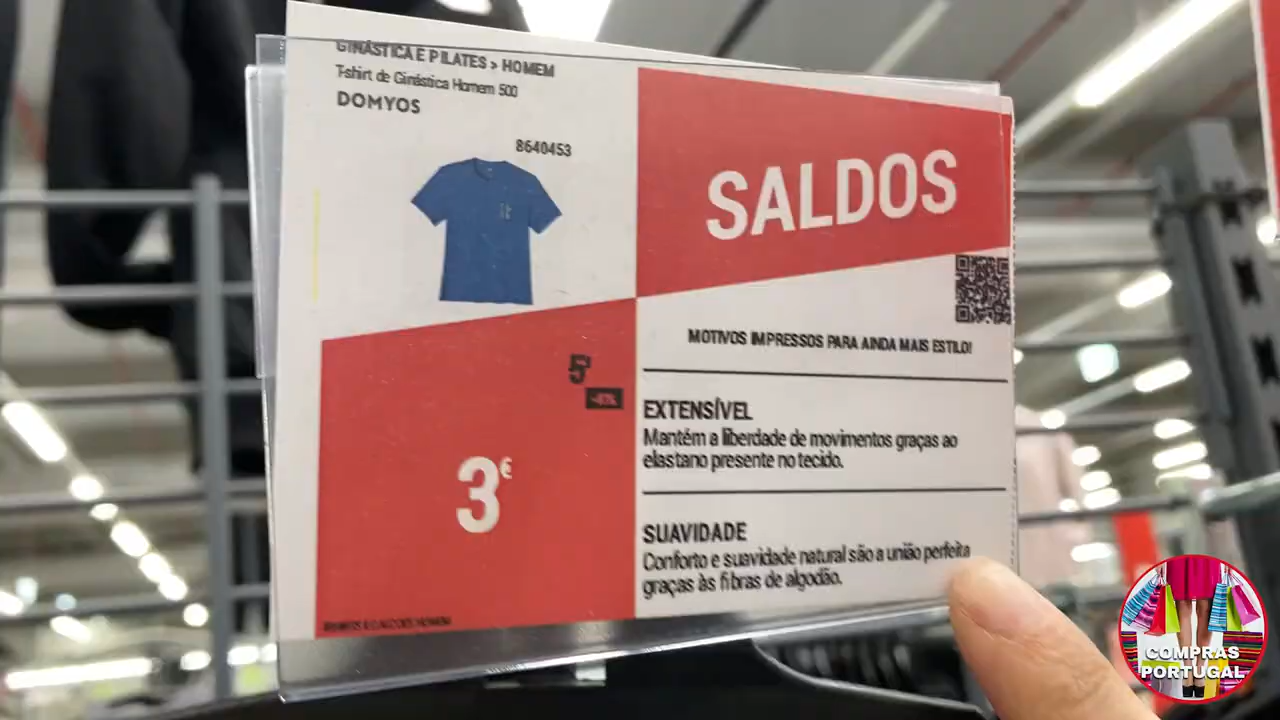 GINÁSTICA E PILATES > HOMEM
T-shirt de Ginástica Homem 500
DOMYOS
8640453
SALDOS
MOTIVOS IMPRESSOS PARA AINDA MAIS ESTILO!
5€
3€
EXTENSÍVEL
Mantém a liberdade de movimentos graças ao
elastano presente no tecido.
SUAVIDADE
Conforto e suavidade natural são a união perfeita
graças às fibras de algodão.
COMPRAS
PORTUGAL